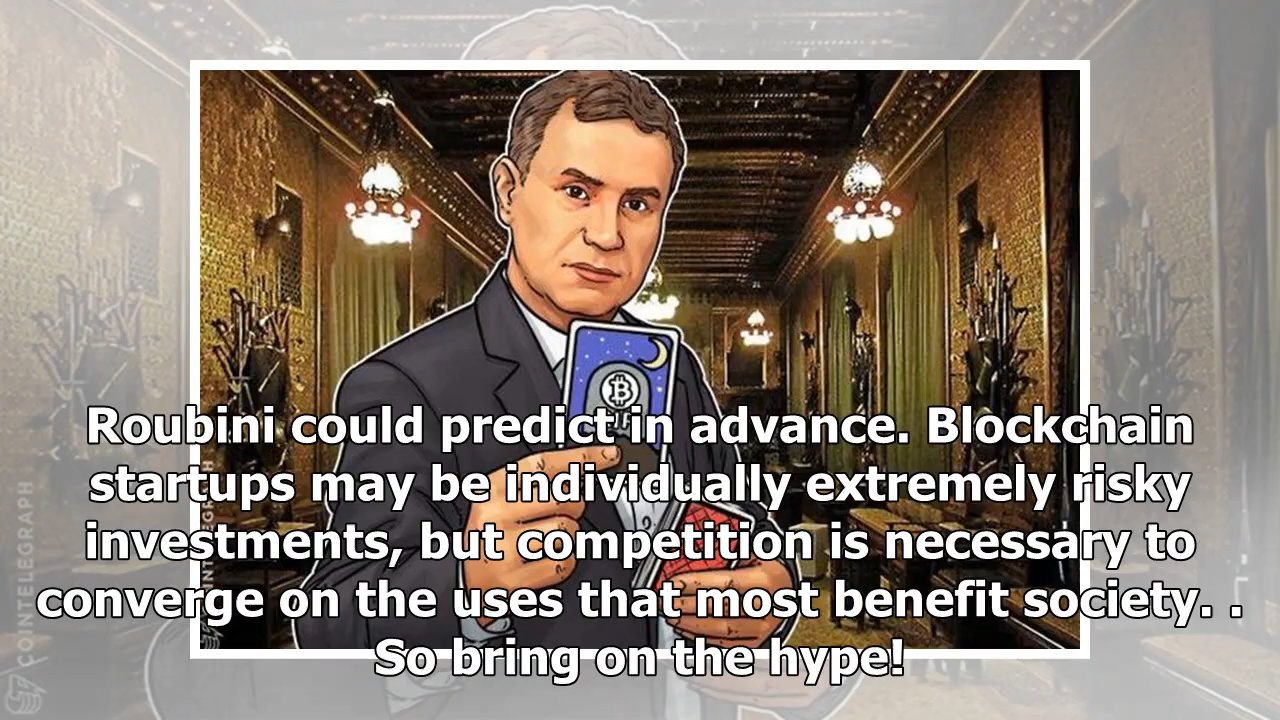 Roubini could predict in advance. Blockchain
startups may be individually extremely risky
investments, but competition is necessary to
converge on the uses that most benefit society. .
So bring on the hype!
COINTELEGRAPH